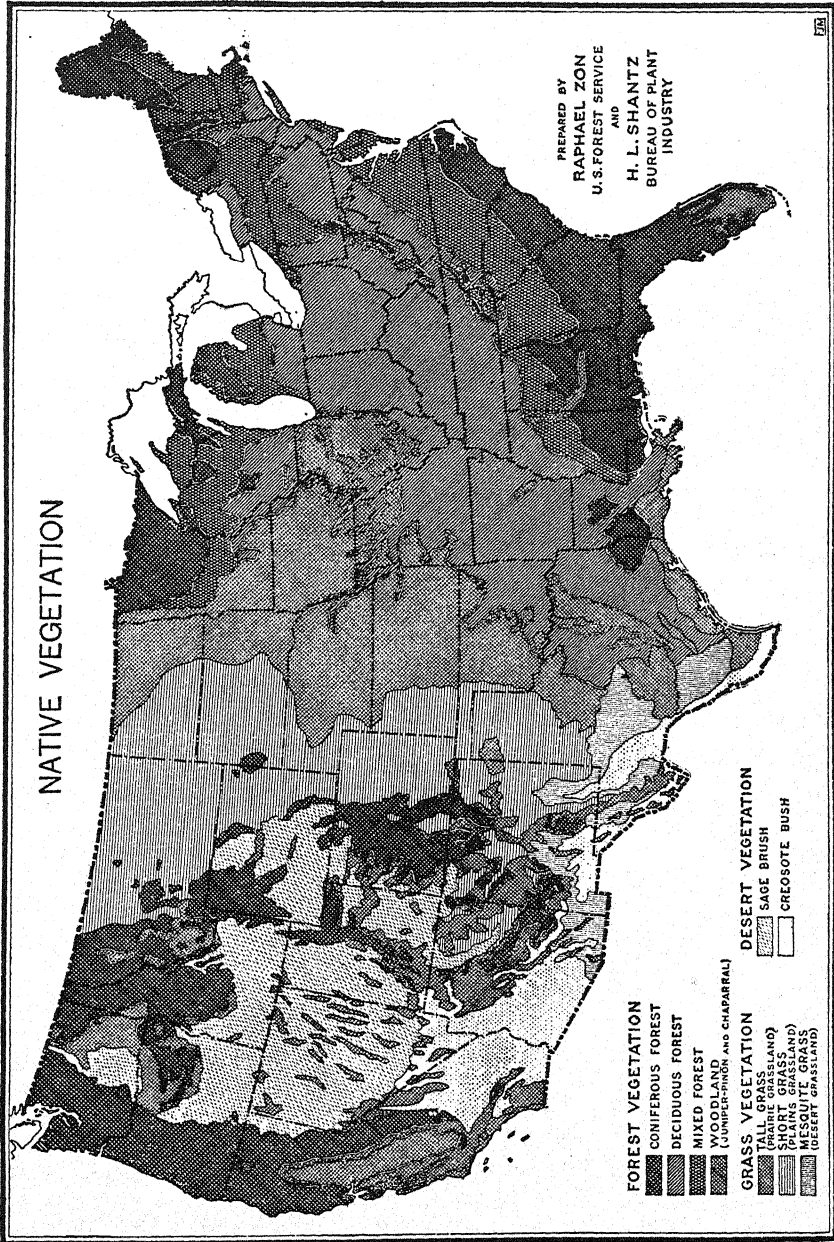 NATIVE VEGETATION
PREPARED BY
RAPHAEL ZON
U.S. FOREST SERVICE
AND
H. L. SHANTZ
BUREAU OF PLANT
INDUSTRY
FOREST VEGETATION
CONIFEROUS FOREST
DECIDUOUS FOREST
MIXED FOREST
WOODLAND
(JUNIPER-PIÑON AND CHAPARRAL)
GRASS VEGETATION
TALL GRASS
(PRAIRIE GRASSLAND)
SHORT GRASS
(PLAINS GRASSLAND)
MESQUITE GRASS
(DESERT GRASSLAND)
DESERT VEGETATION
SAGE BRUSH
CREOSOTE BUSH